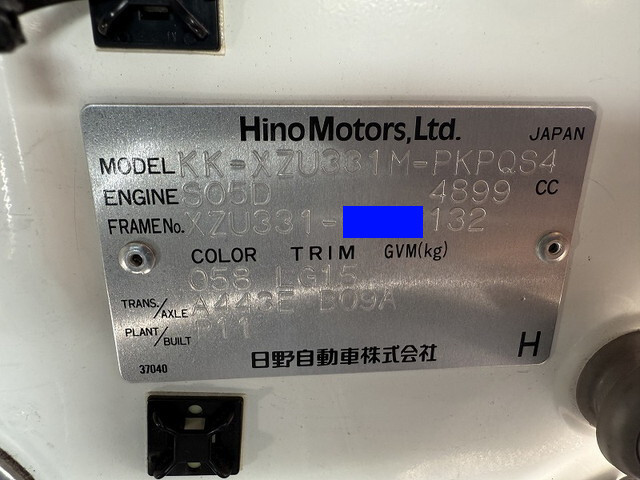 Hino Motors, Ltd. JAPAN
MODEL KK-XZU331M-PKPQS4
ENGINE S05D 4899 CC
FRAME No. XZU331- 132
COLOR TRIM GVM(kg)
058 LG15
TRANS./AXLE A443E D09A
PLANT/BUILT P11
37040 日野自動車株式会社 H